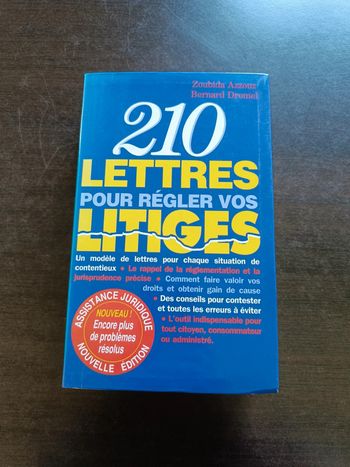 Zoubida Azzouz
Bernard Dromel
210
LETTRES
POUR RÉGLER VOS
LITIGES
Un modèle de lettres pour chaque situation de
contentieux • Le rappel de la réglementation et la
jurisprudence précise • Comment faire valoir vos
droits et obtenir gain de cause
• Des conseils pour contester
et toutes les erreurs à éviter
• L'outil indispensable pour
tout citoyen, consommateur
ou administré.
ASSISTANCE JURIDIQUE
NOUVEAU !
Encore plus
de problèmes
résolus
NOUVELLE ÉDITION